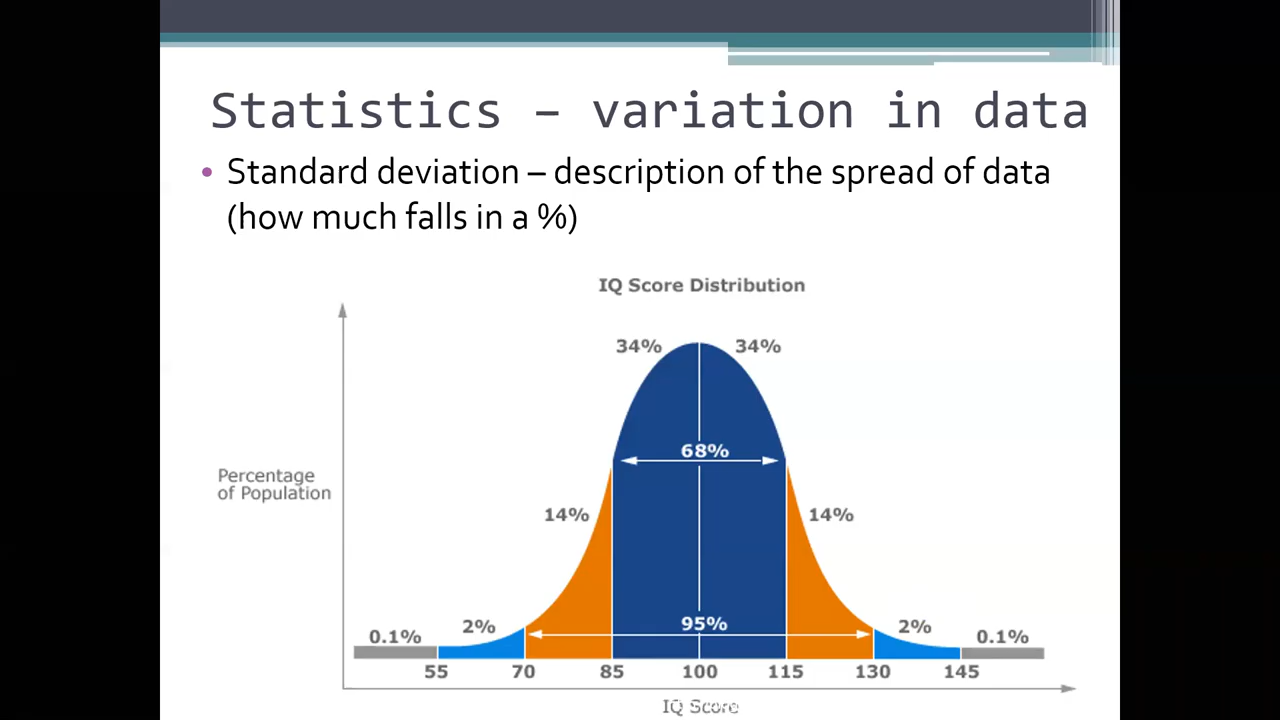 Statistics – variation in data
• Standard deviation – description of the spread of data
(how much falls in a %)
IQ Score Distribution
34% 34%
68%
Percentage
of Population
14% 14%
95%
0.1% 2% 2% 0.1%
55 70 85 100 115 130 145
IQ Score